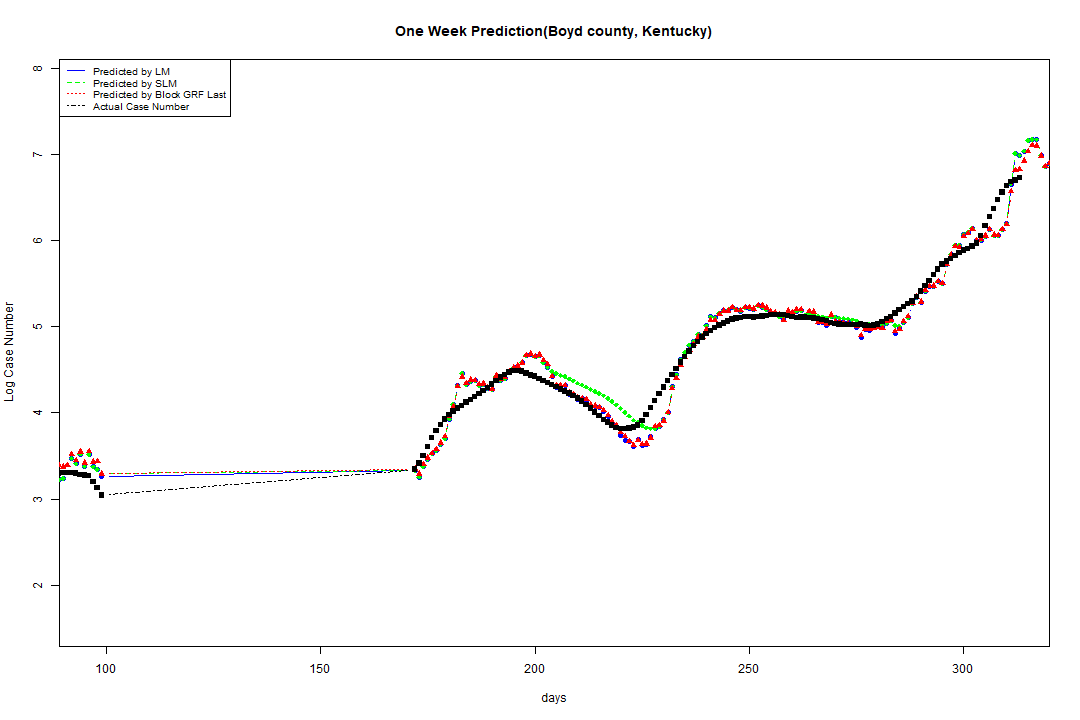 One Week Prediction(Boyd county, Kentucky)
Predicted by LM
Predicted by SLM
Predicted by Block GRF Last
Actual Case Number
8
7
6
5
4
3
2
Log Case Number
100 150 200 250 300
days